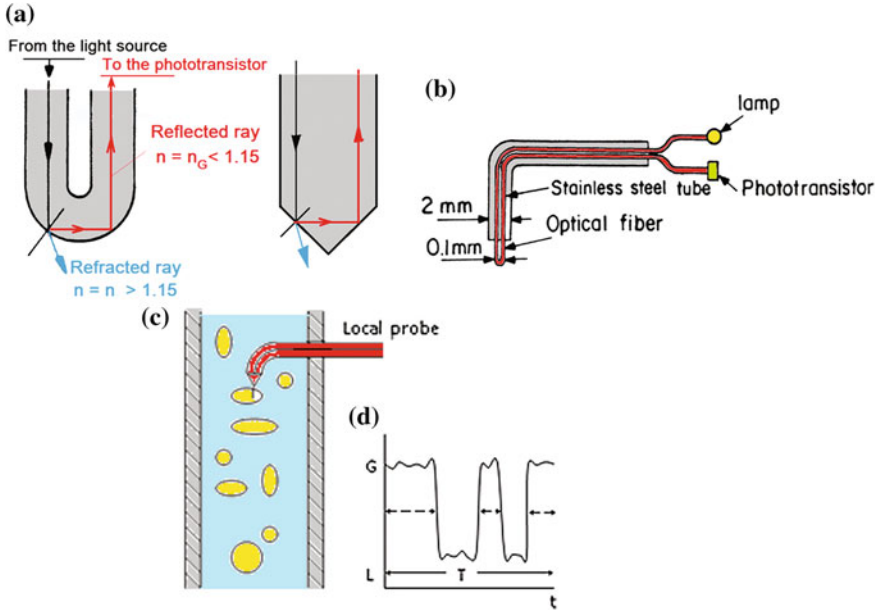 (a)
From the light source
To the phototransistor
Reflected ray
n = nG < 1.15
Refracted ray
n = n > 1.15
(b)
lamp
Stainless steel tube
Phototransistor
2 mm
Optical fiber
0.1mm
(c)
Local probe
(d)
G
L
T
t